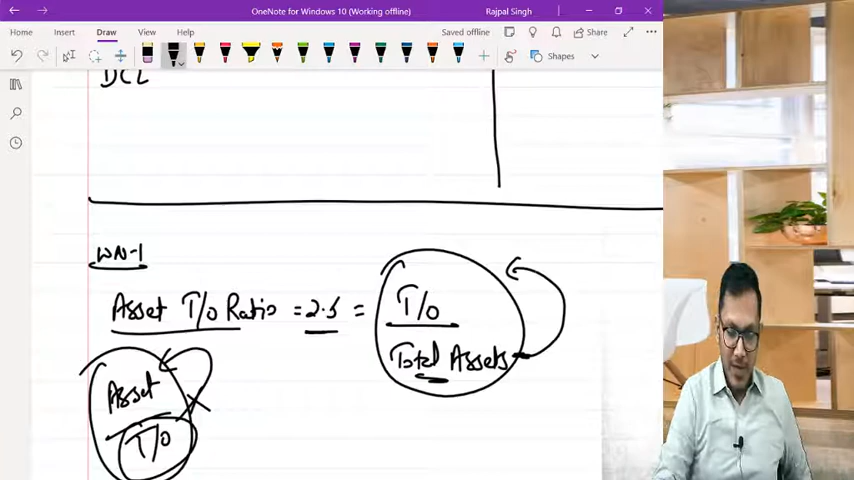 OneNote for Windows 10 (Working offline)
Rajpal Singh
Home Insert Draw View Help
Saved offline Share
Shapes
DCL
WN-1
Asset T/O Ratio = 2.5 = T/O
Total Assets
Asset
T/O